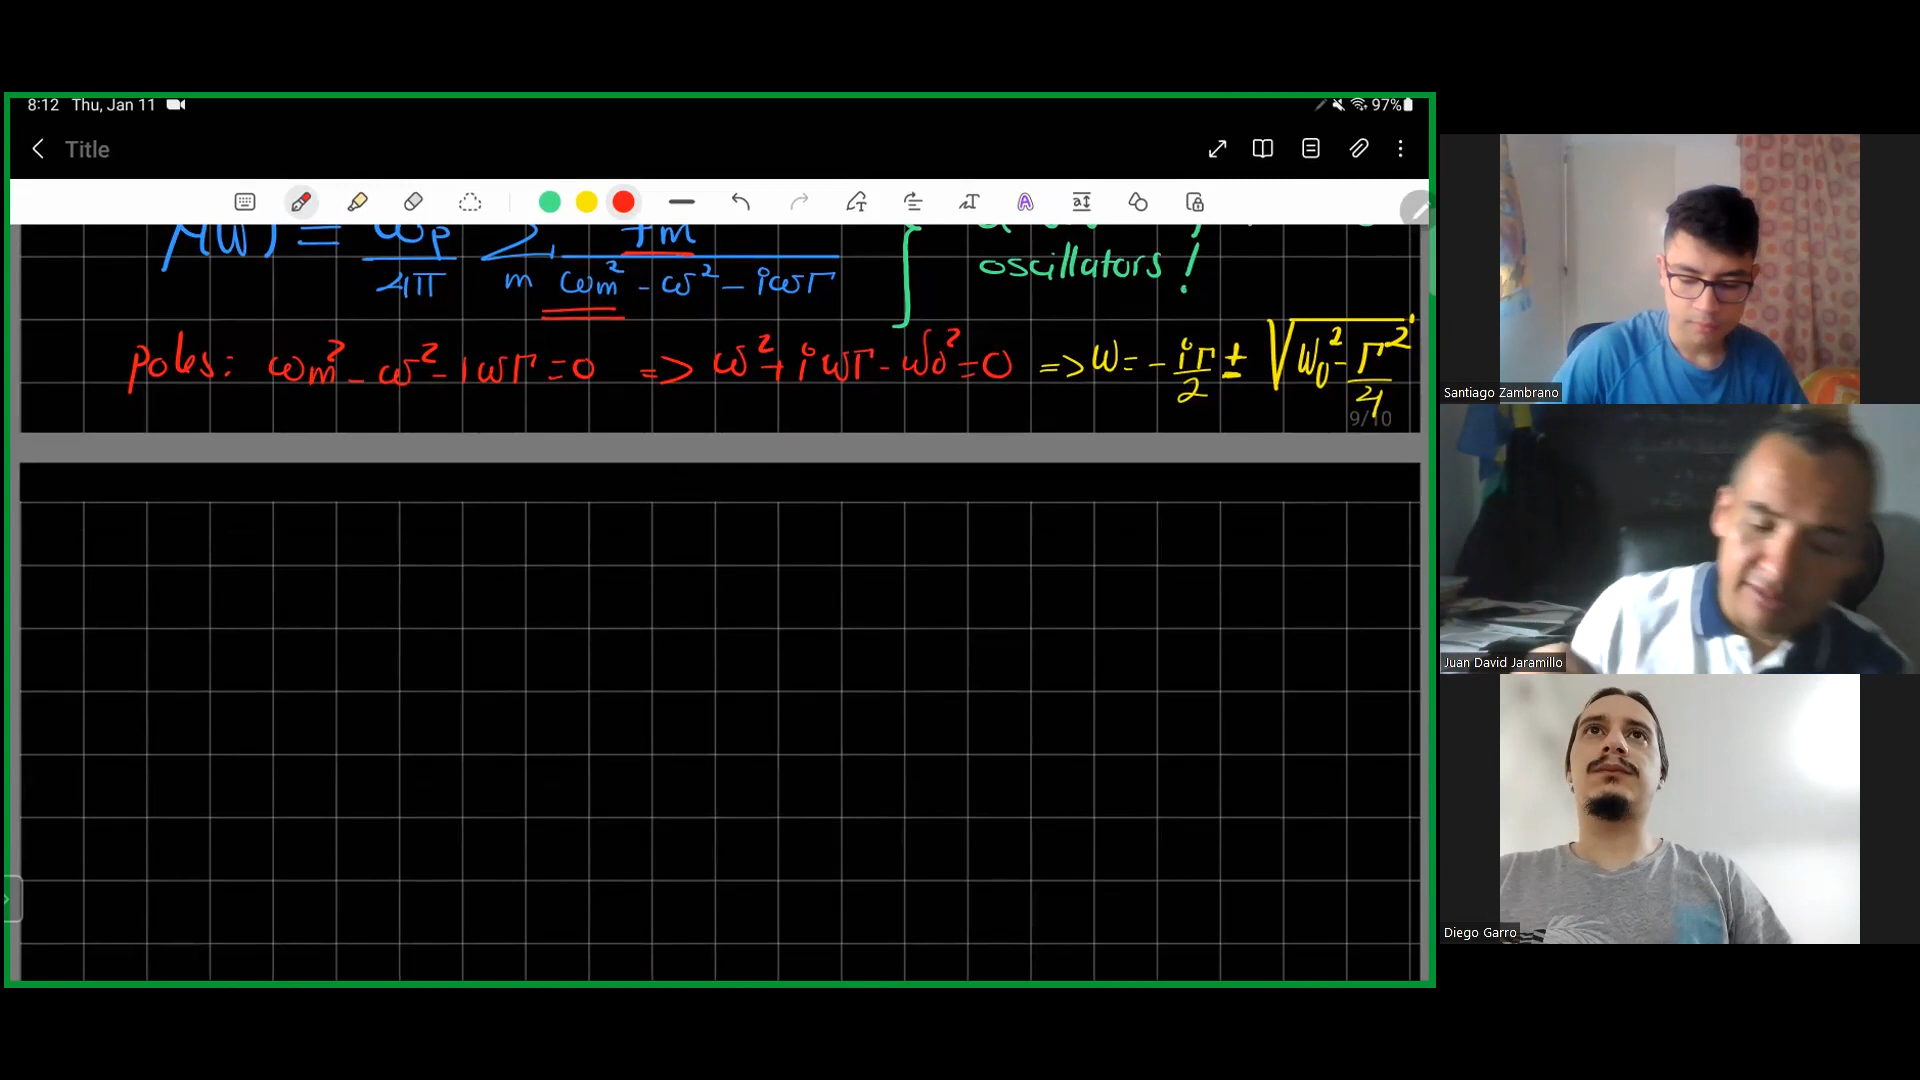 8:12 Thu, Jan 11 97%
Title
(ω) = ωp / 4π ∑m fm / ωm² - ω² - iωΓ
oscillators!
poles: ωm² - ω² - iωΓ = 0 => ω² + iωΓ - ω0² = 0 => ω = - iΓ/2 ± √(ω0² - Γ²/4)
9/10
Santiago Zambrano
Juan David Jaramillo
Diego Garro